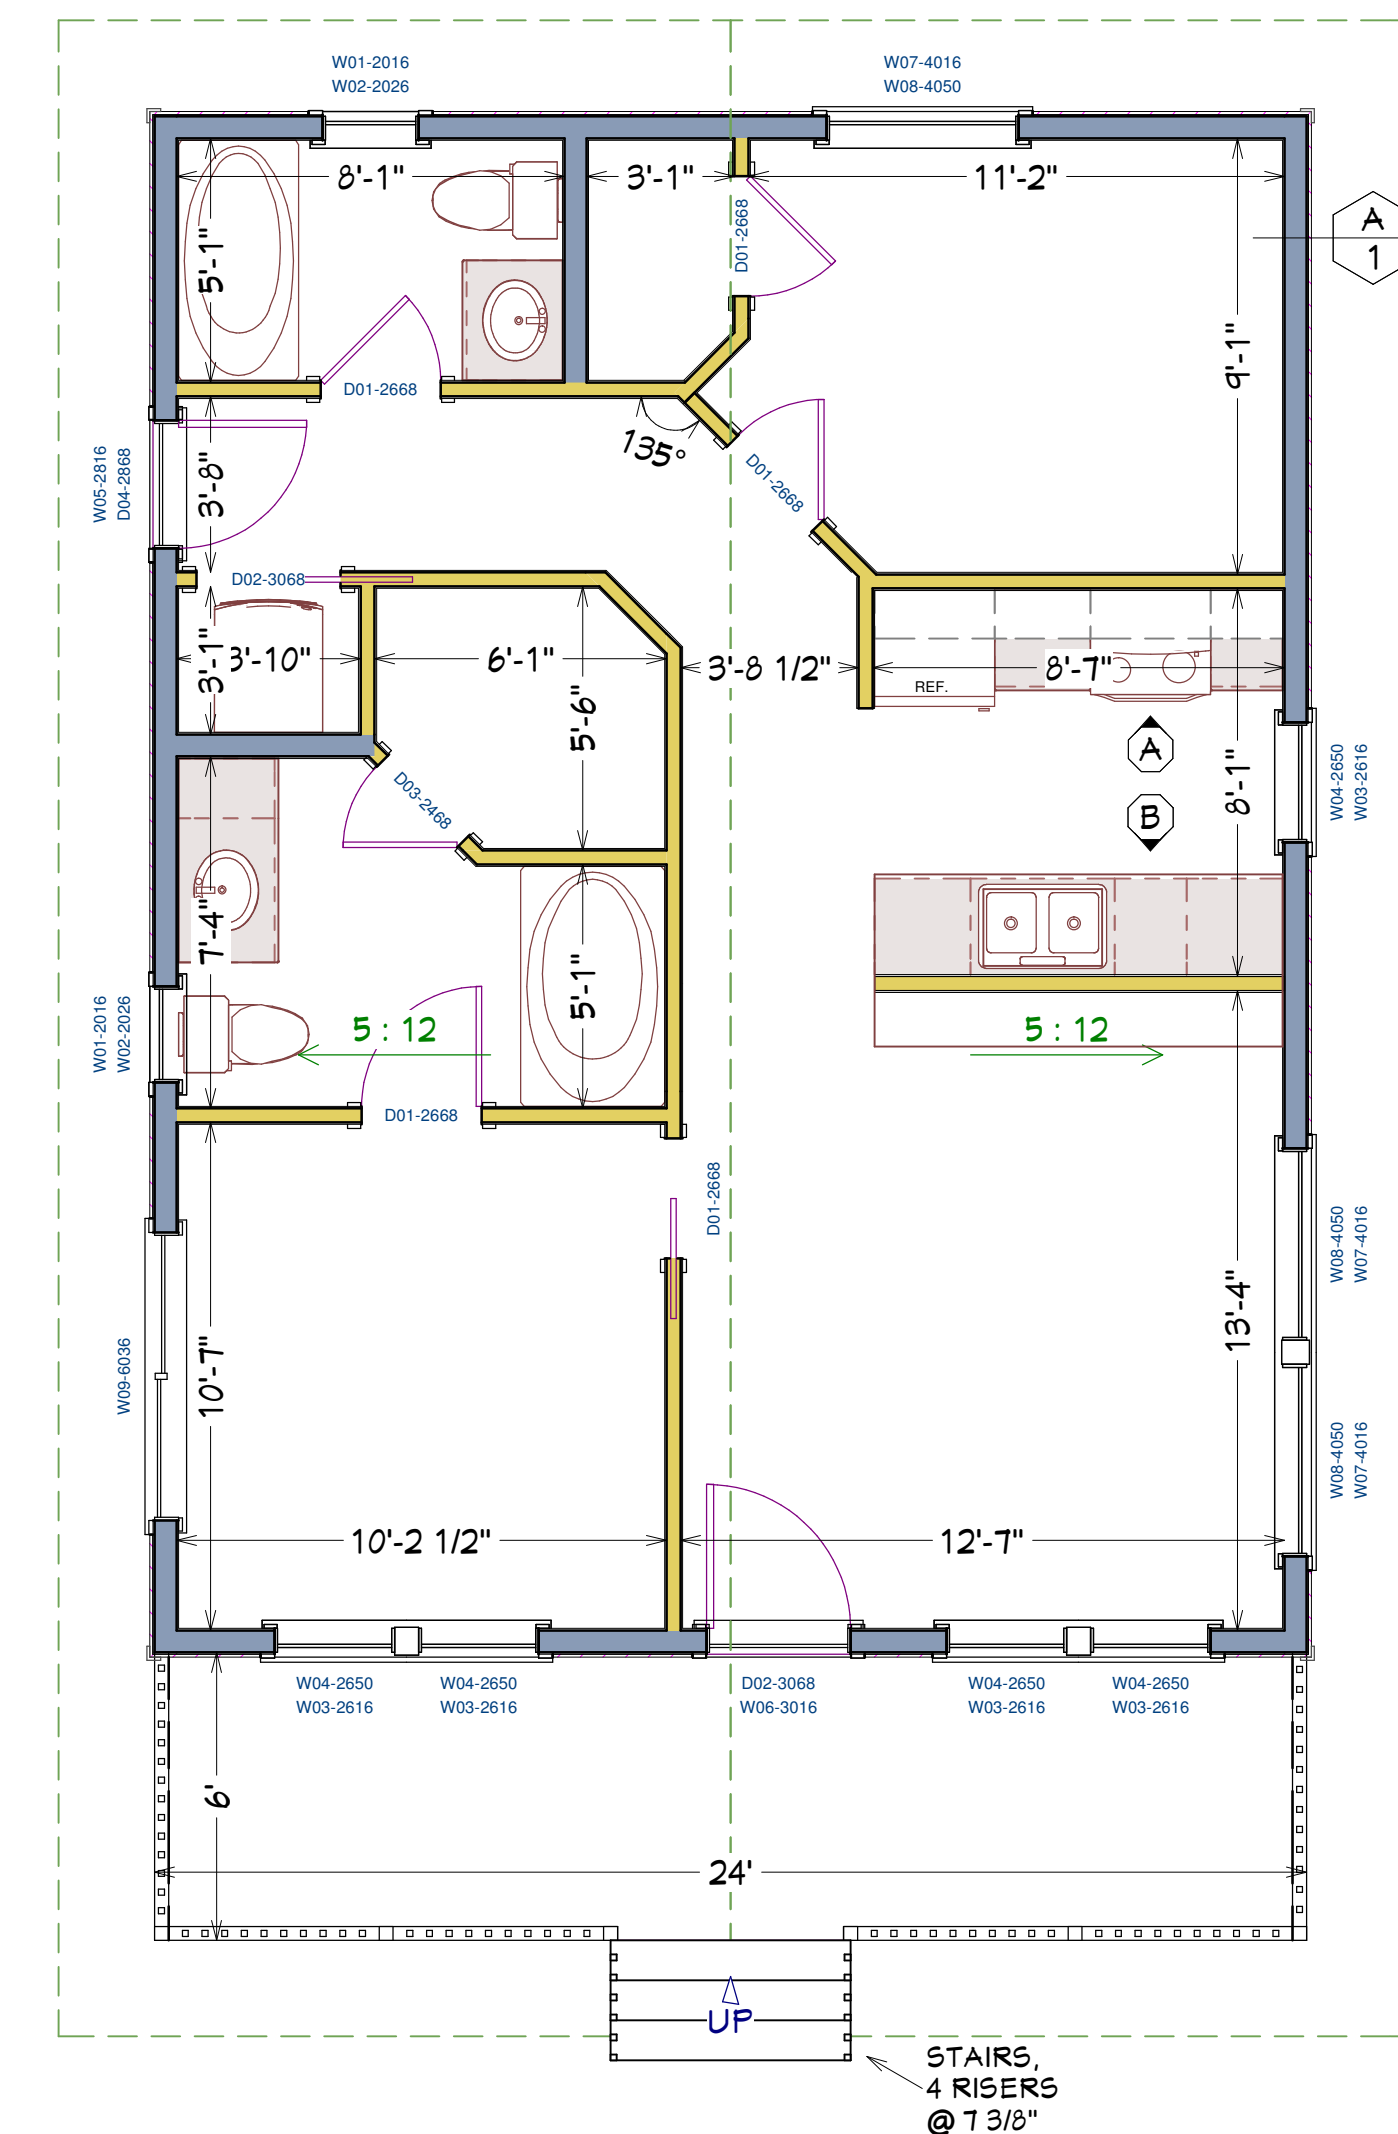 W01-2016
W02-2026
W07-4016
W08-4050
8'-1"
3'-1"
11'-2"
D01-2668
5'-1"
A
1
9'-1"
D01-2668
135°
D01-2668
W05-2816
D04-2868
3'-8"
D02-3068
3'-1"
3'-10"
6'-1"
3'-8 1/2"
8'-7"
REF.
5'-6"
A
B
8'-1"
W04-2650
W03-2616
D03-2468
7'-4"
5'-1"
W01-2016
W02-2026
5 : 12
5 : 12
D01-2668
D01-2668
W08-4050
W07-4016
13'-4"
W09-6036
10'-7"
W08-4050
W07-4016
10'-2 1/2"
12'-7"
W04-2650
W03-2616
W04-2650
W03-2616
D02-3068
W06-3016
W04-2650
W03-2616
W04-2650
W03-2616
6'
24'
UP
STAIRS,
4 RISERS
@ 7 3/8"